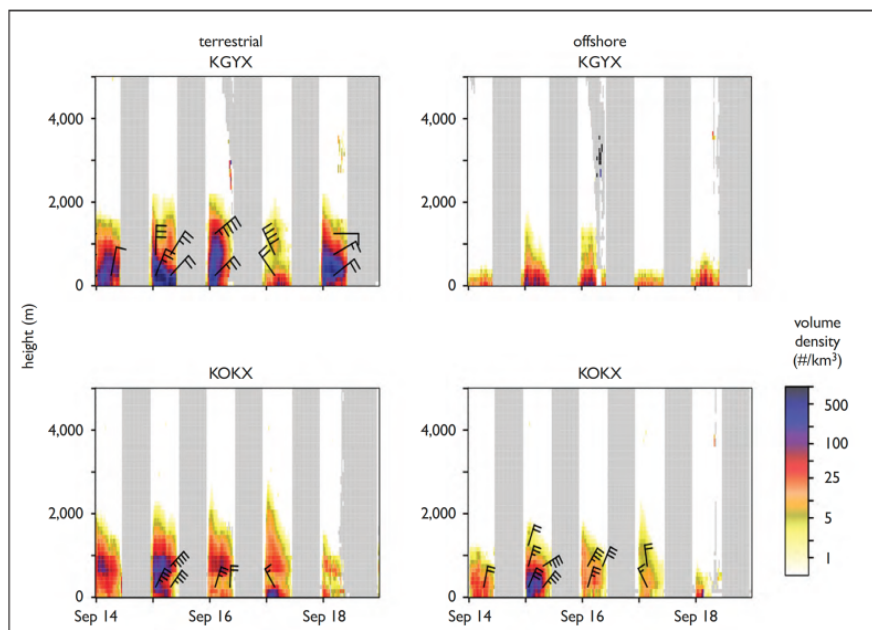 terrestrial
KGYX
offshore
KGYX
4,000
2,000
0
4,000
2,000
0
height (m)
volume
density
(#/km³)
500
100
25
5
1
KOKX
KOKX
4,000
2,000
0
4,000
2,000
0
Sep 14
Sep 16
Sep 18
Sep 14
Sep 16
Sep 18